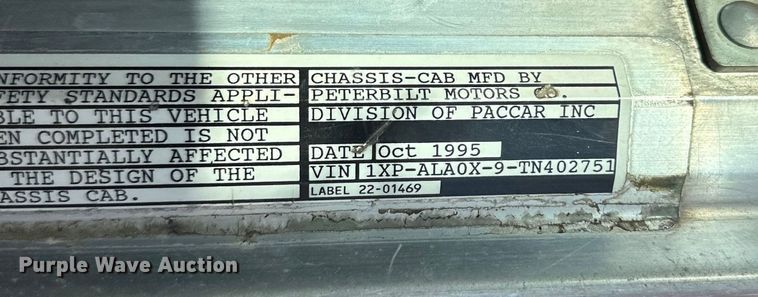 NFORMITY TO THE OTHER
FETY STANDARDS APPLI-
BLE TO THIS VEHICLE
EN COMPLETED IS NOT
BSTANTIALLY AFFECTED
THE DESIGN OF THE
ASSIS CAB.
CHASSIS-CAB MFD BY
PETERBILT MOTORS CO.
DIVISION OF PACCAR INC
DATE Oct 1995
VIN 1XP-ALA0X-9-TN402751
LABEL 22-01469
Purple Wave Auction